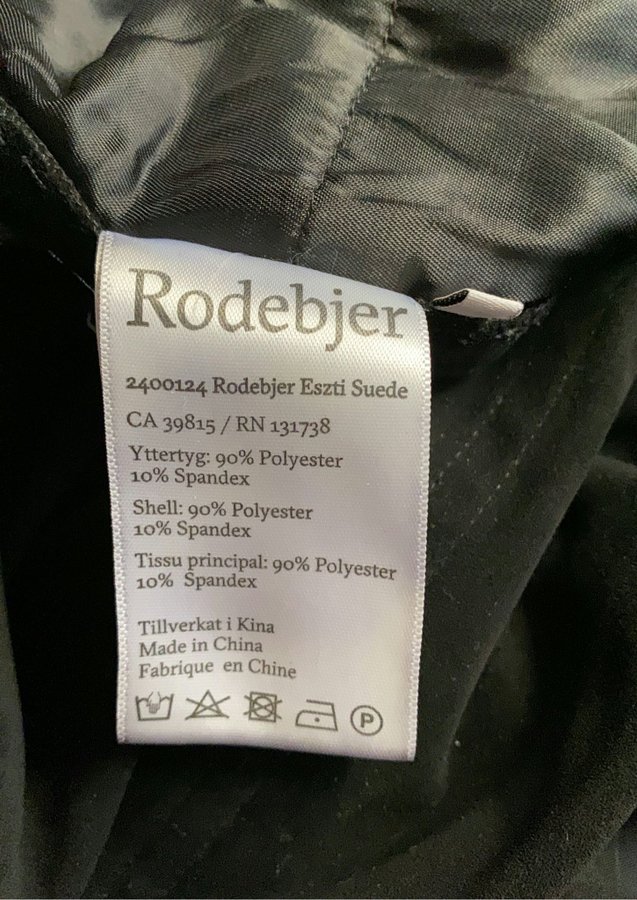 Rodebjer
2400124 Rodebjer Eszti Suede
CA 39815 / RN 131738
Yttertyg: 90% Polyester
10% Spandex
Shell: 90% Polyester
10% Spandex
Tissu principal: 90% Polyester
10% Spandex
Tillverkat i Kina
Made in China
Fabrique en Chine
P